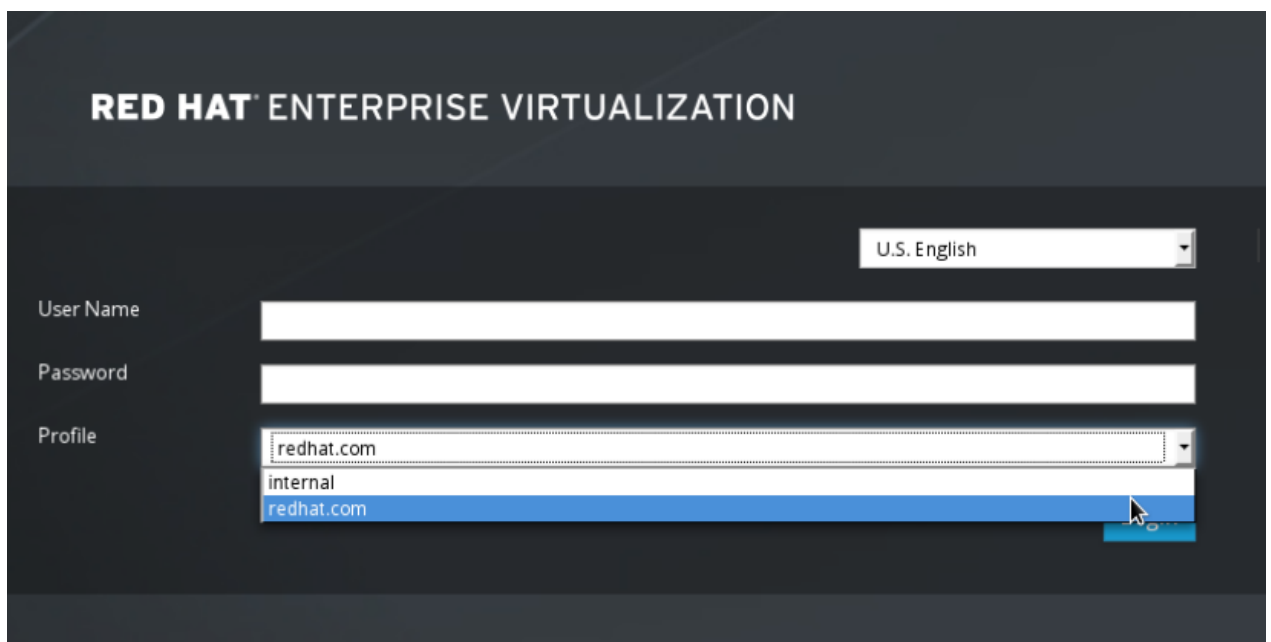 RED HAT® ENTERPRISE VIRTUALIZATION
U.S. English
User Name
Password
Profile
redhat.com
internal
redhat.com